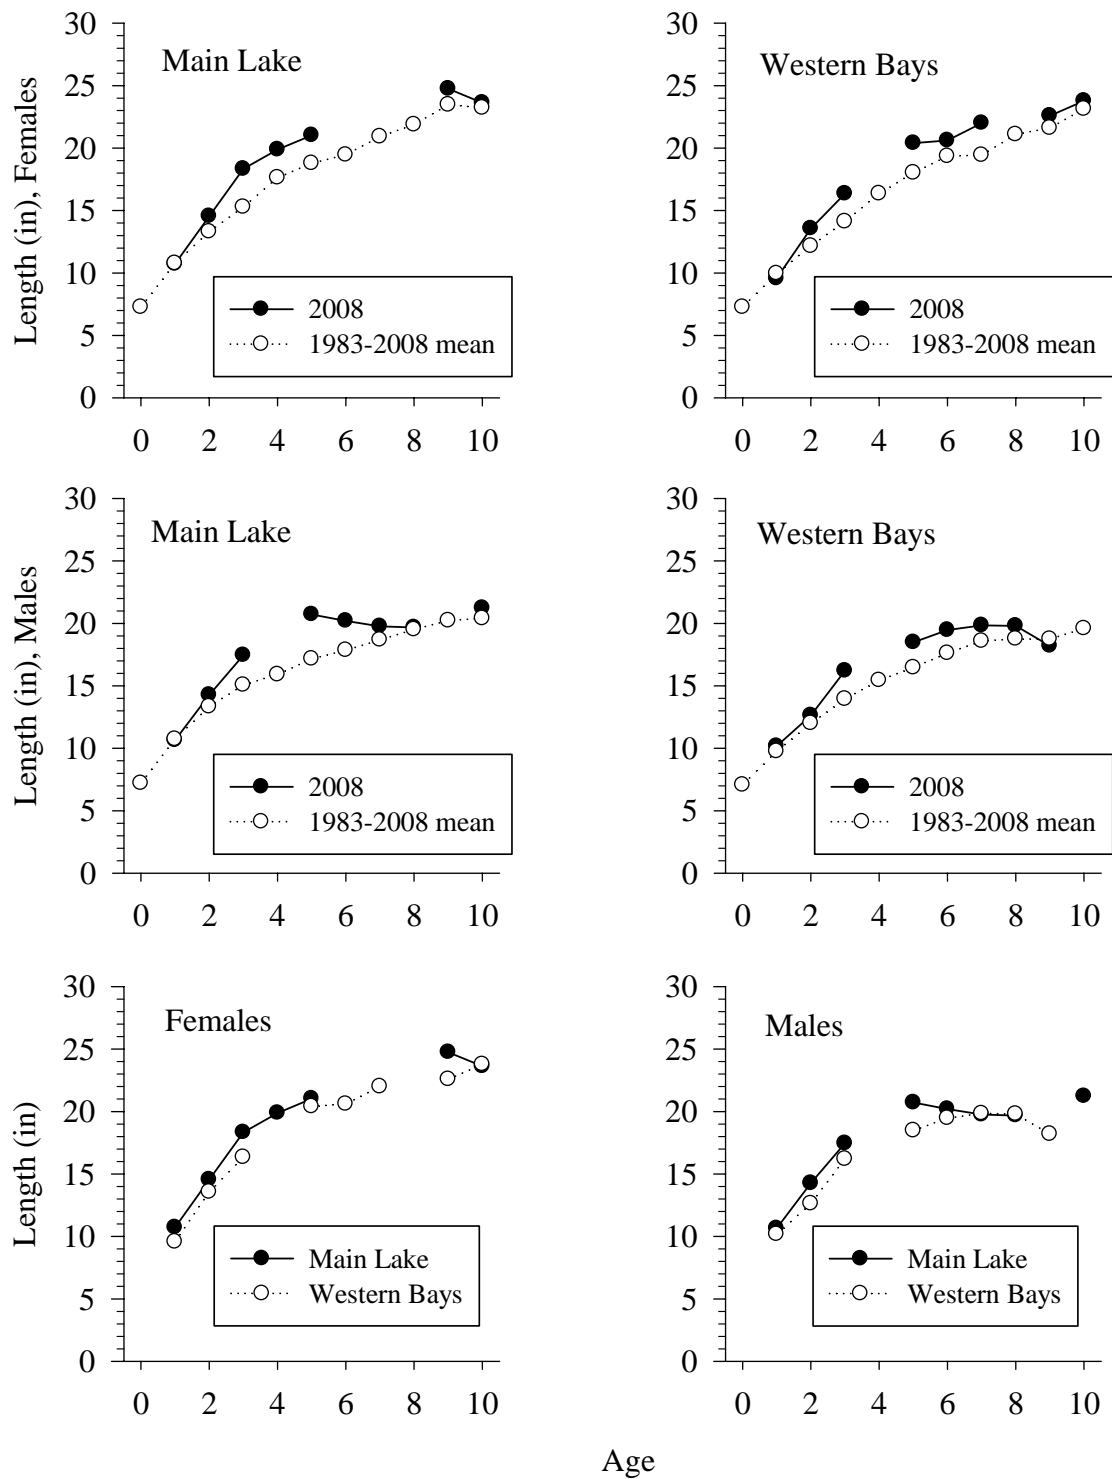 30
25
20
15
10
5
0
Length (in), Females
Main Lake
2008
1983-2008 mean
0 2 4 6 8 10
30
25
20
15
10
5
0
Western Bays
2008
1983-2008 mean
0 2 4 6 8 10
30
25
20
15
10
5
0
Length (in), Males
Main Lake
2008
1983-2008 mean
0 2 4 6 8 10
30
25
20
15
10
5
0
Western Bays
2008
1983-2008 mean
0 2 4 6 8 10
30
25
20
15
10
5
0
Length (in)
Females
Main Lake
Western Bays
0 2 4 6 8 10
30
25
20
15
10
5
0
Males
Main Lake
Western Bays
0 2 4 6 8 10
Age